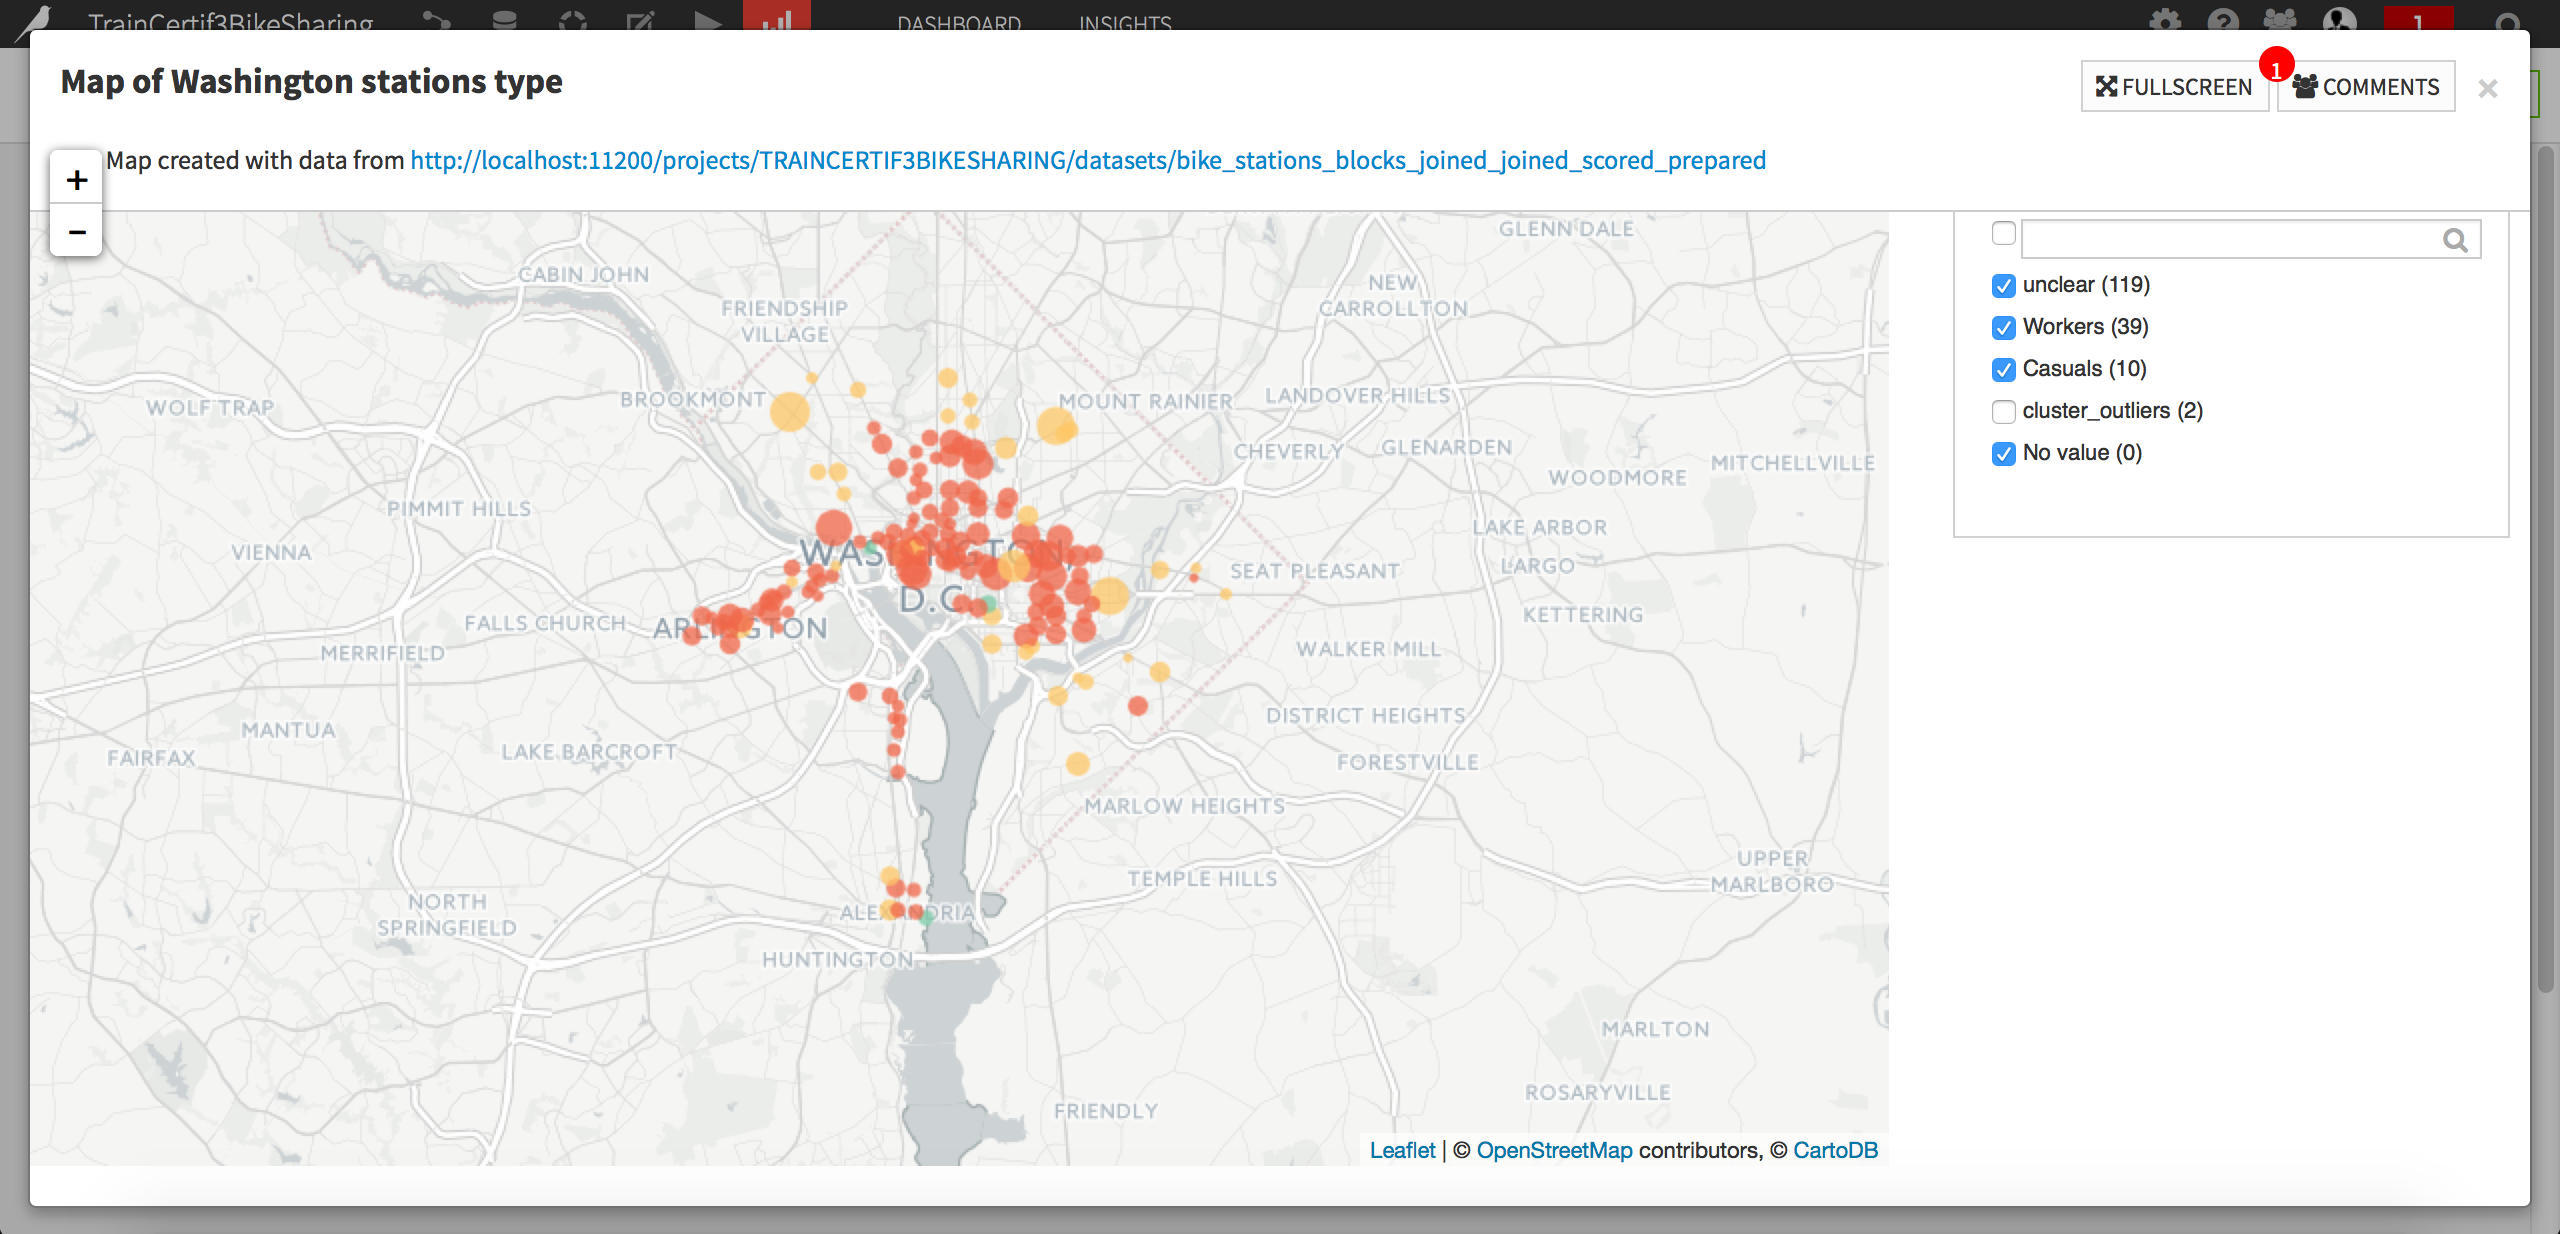 TrainCertif3BikeSharing
DASHBOARD
INSIGHTS
1
Map of Washington stations type
FULLSCREEN
1
COMMENTS
×
Map created with data from http://localhost:11200/projects/TRAINCERTIF3BIKESHARING/datasets/bike_stations_blocks_joined_joined_scored_prepared
+
−
unclear (119)
Workers (39)
Casuals (10)
cluster_outliers (2)
No value (0)
GLENN DALE
CABIN JOHN
NEW
CARROLLTON
FRIENDSHIP
VILLAGE
BROOKMONT
MOUNT RAINIER
LANDOVER HILLS
WOLF TRAP
CHEVERLY
GLENARDEN
MITCHELLVILLE
WOODMORE
PIMMIT HILLS
LAKE ARBOR
VIENNA
WASHINGTON,
D.C.
SEAT PLEASANT
LARGO
KETTERING
FALLS CHURCH
ARLINGTON
MERRIFIELD
WALKER MILL
DISTRICT HEIGHTS
MANTUA
FAIRFAX
LAKE BARCROFT
FORESTVILLE
MARLOW HEIGHTS
UPPER
MARLBORO
TEMPLE HILLS
NORTH
SPRINGFIELD
ALEXANDRIA
HUNTINGTON
MARLTON
ROSARYVILLE
FRIENDLY
Leaflet | © OpenStreetMap contributors, © CartoDB